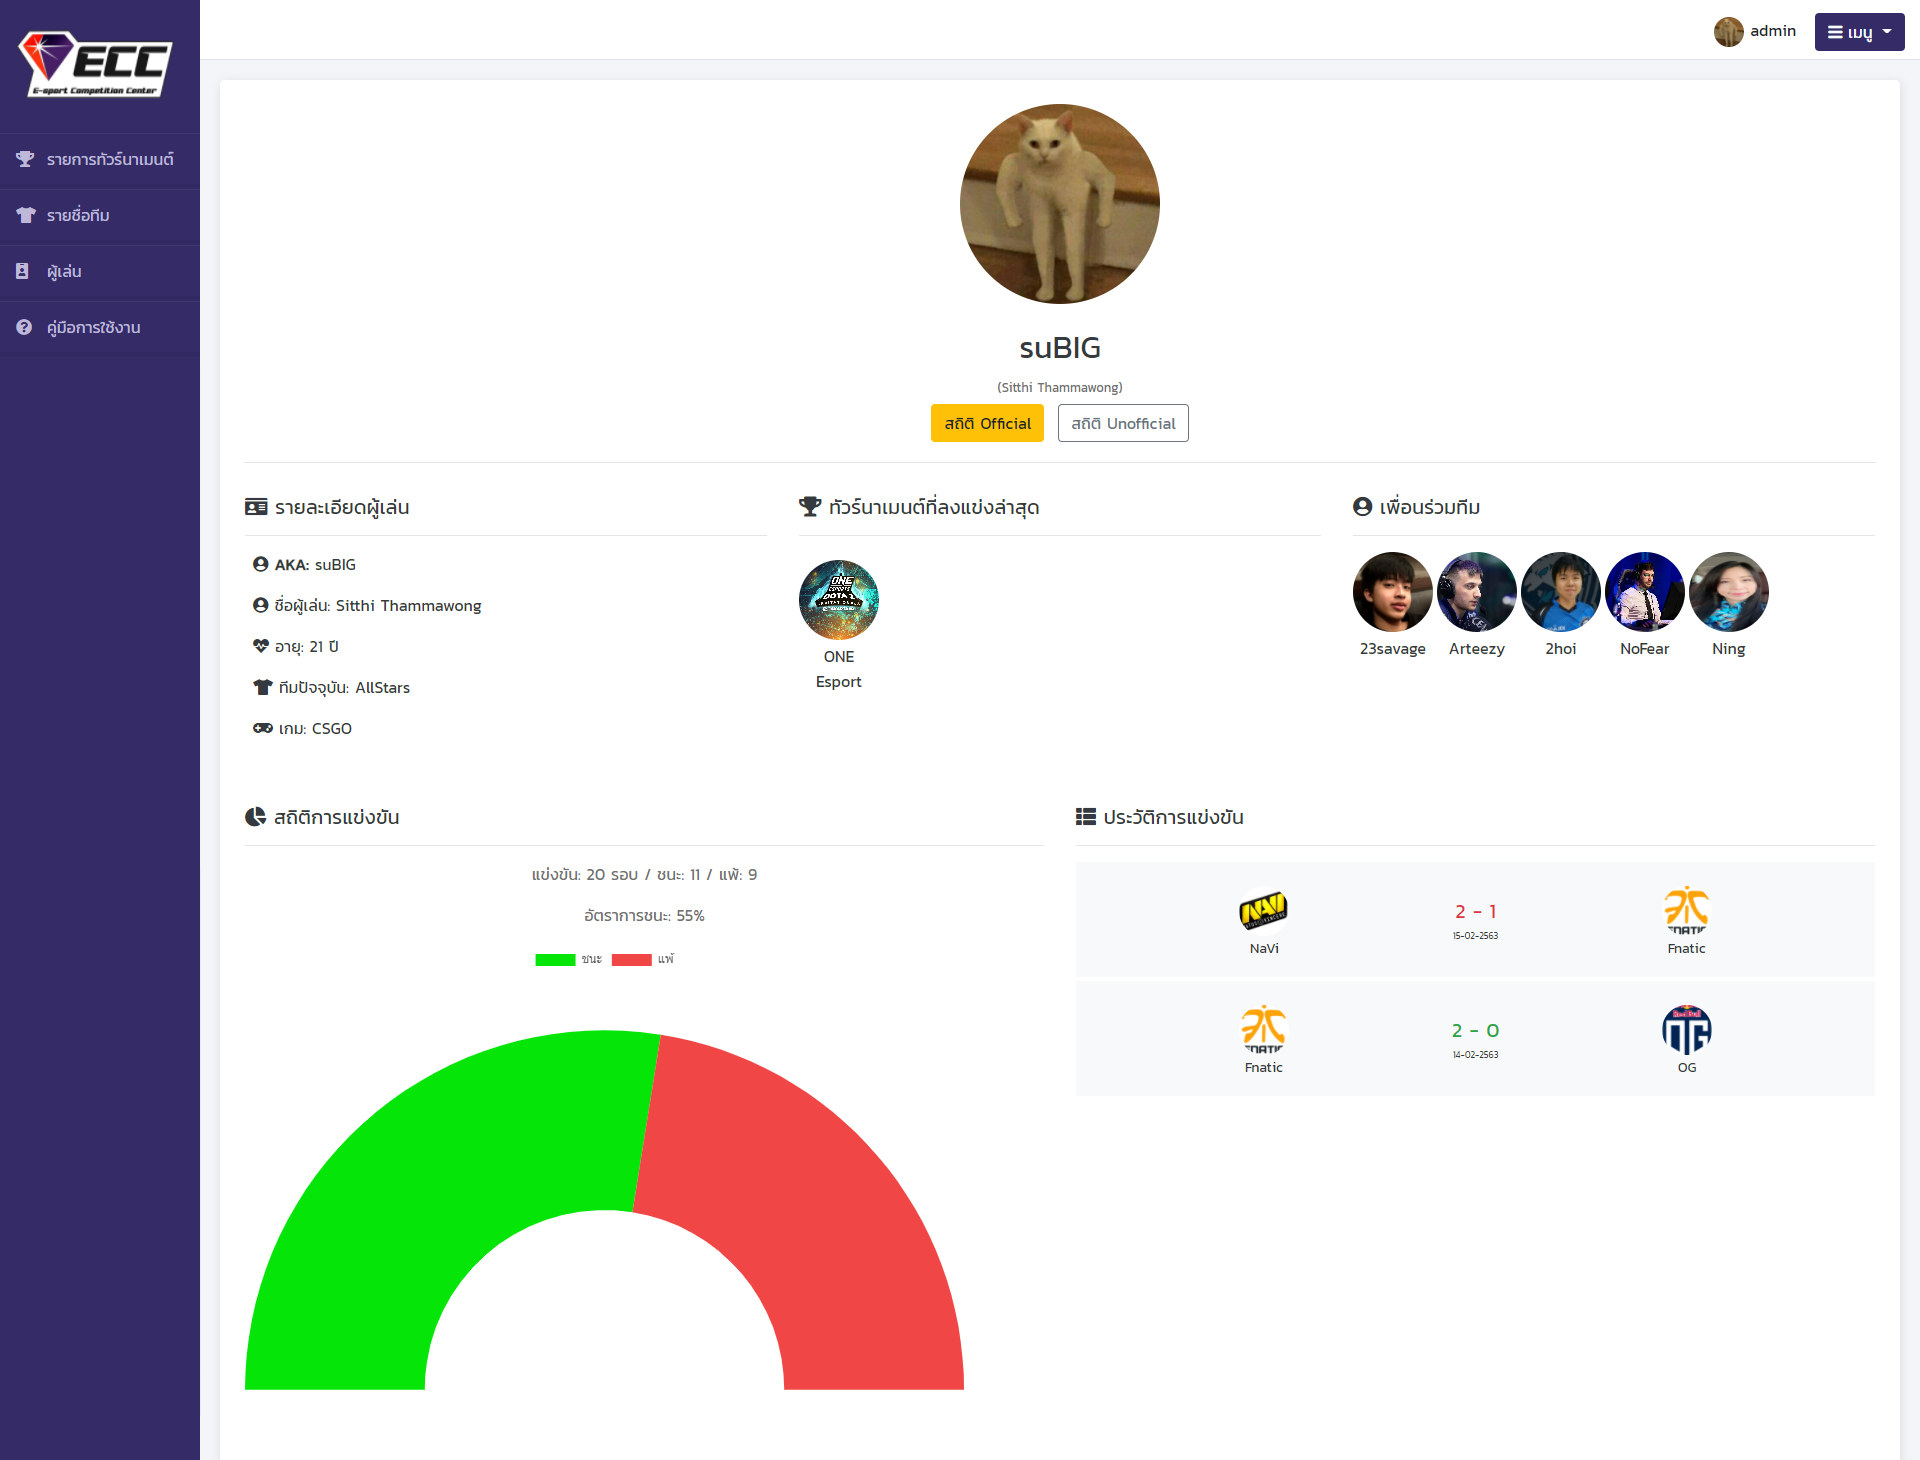 ECC
E-sport Competition Center
admin
เมนู
รายการทัวร์นาเมนต์
รายชื่อทีม
ผู้เล่น
คู่มือการใช้งาน
suBIG
(Sitthi Thammawong)
สถิติ Official
สถิติ Unofficial
รายละเอียดผู้เล่น
AKA: suBIG
ชื่อผู้เล่น: Sitthi Thammawong
อายุ: 21 ปี
ทีมปัจจุบัน: AllStars
เกม: CSGO
ทัวร์นาเมนต์ที่ลงแข่งล่าสุด
ONE
ESPORTS
DOTA 2
ONE
Esport
เพื่อนร่วมทีม
23savage
Arteezy
2hoi
NoFear
Ning
สถิติการแข่งขัน
แข่งขัน: 20 รอบ / ชนะ: 11 / แพ้: 9
อัตราการชนะ: 55%
ชนะ
แพ้
ประวัติการแข่งขัน
NAVI
NaVi
2 - 1
15-02-2563
FNATIC
Fnatic
FNATIC
Fnatic
2 - 0
14-02-2563
Red Bull
OG
OG